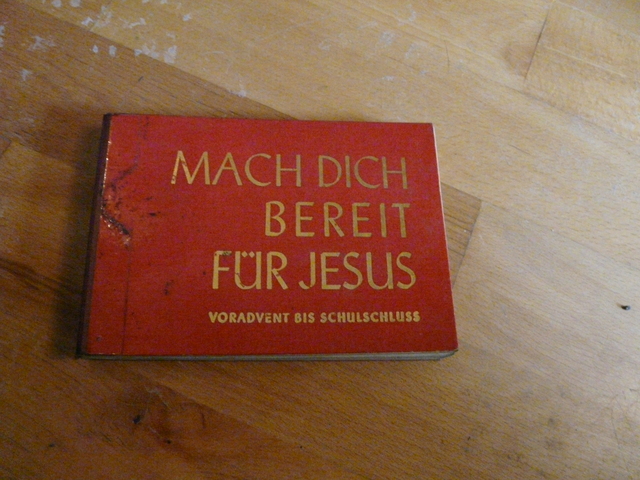 MACH DICH
BEREIT
FÜR JESUS
VORADVENT BIS SCHULSCHLUSS